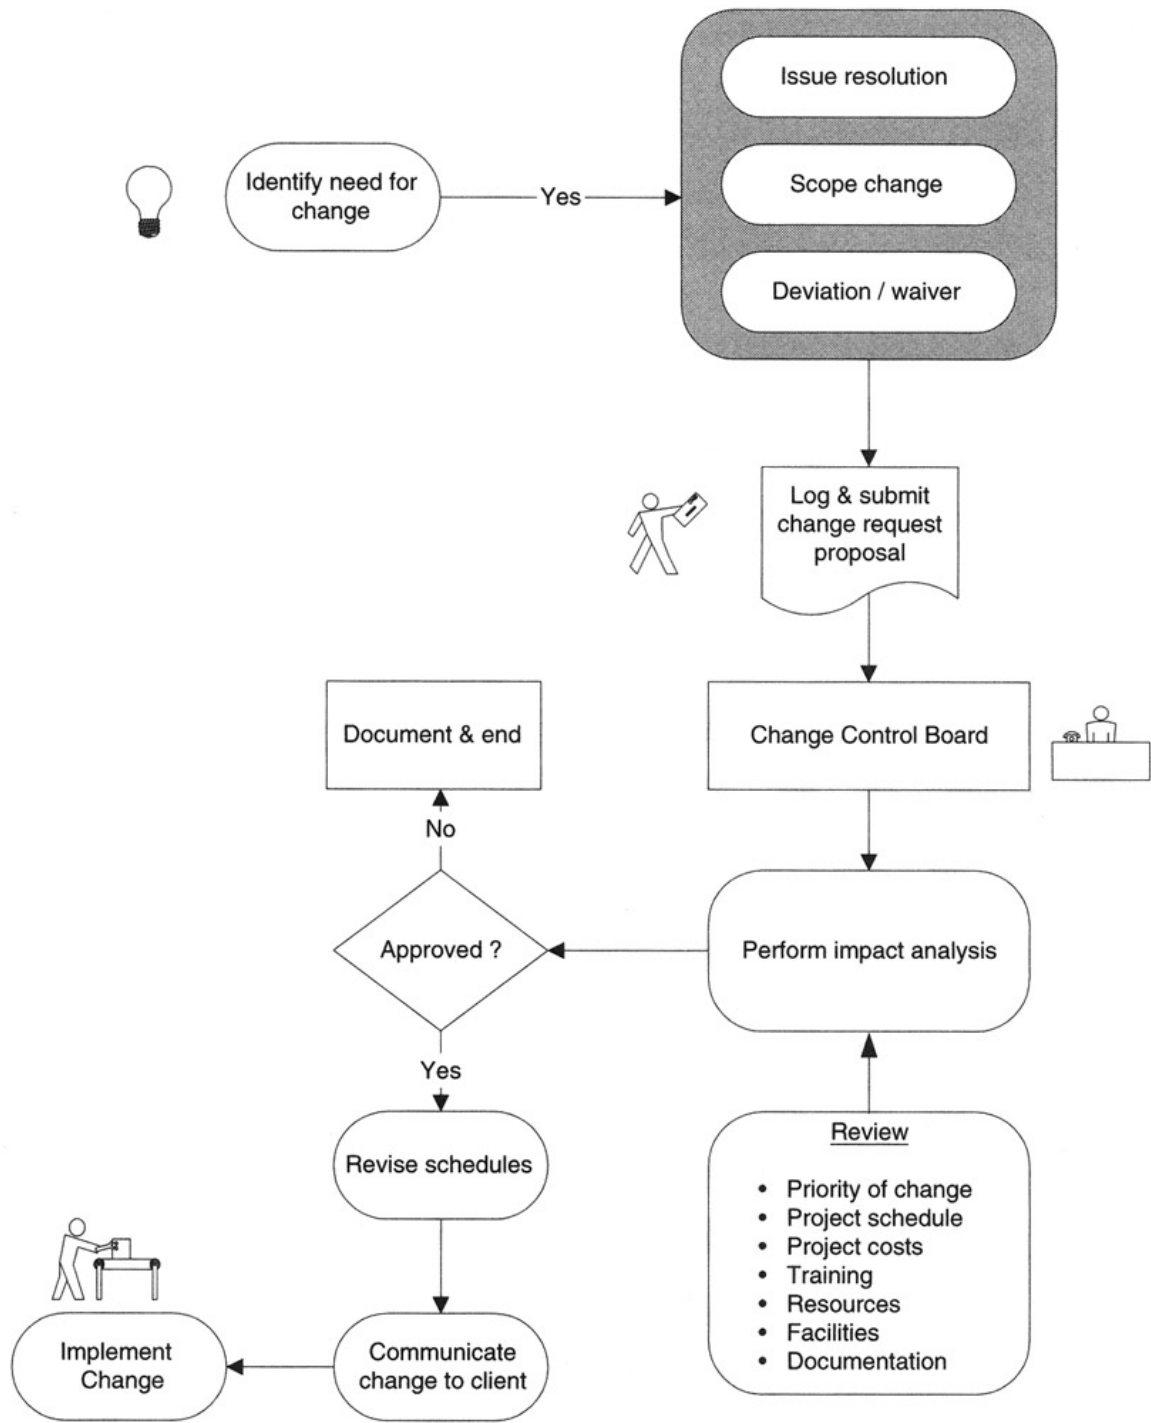 Issue resolution
Identify need for
change
Yes
Scope change
Deviation / waiver
Log & submit
change request
proposal
Document & end
Change Control Board
No
Approved ?
Perform impact analysis
Yes
Revise schedules
Review
• Priority of change
• Project schedule
• Project costs
• Training
• Resources
• Facilities
• Documentation
Implement
Change
Communicate
change to client